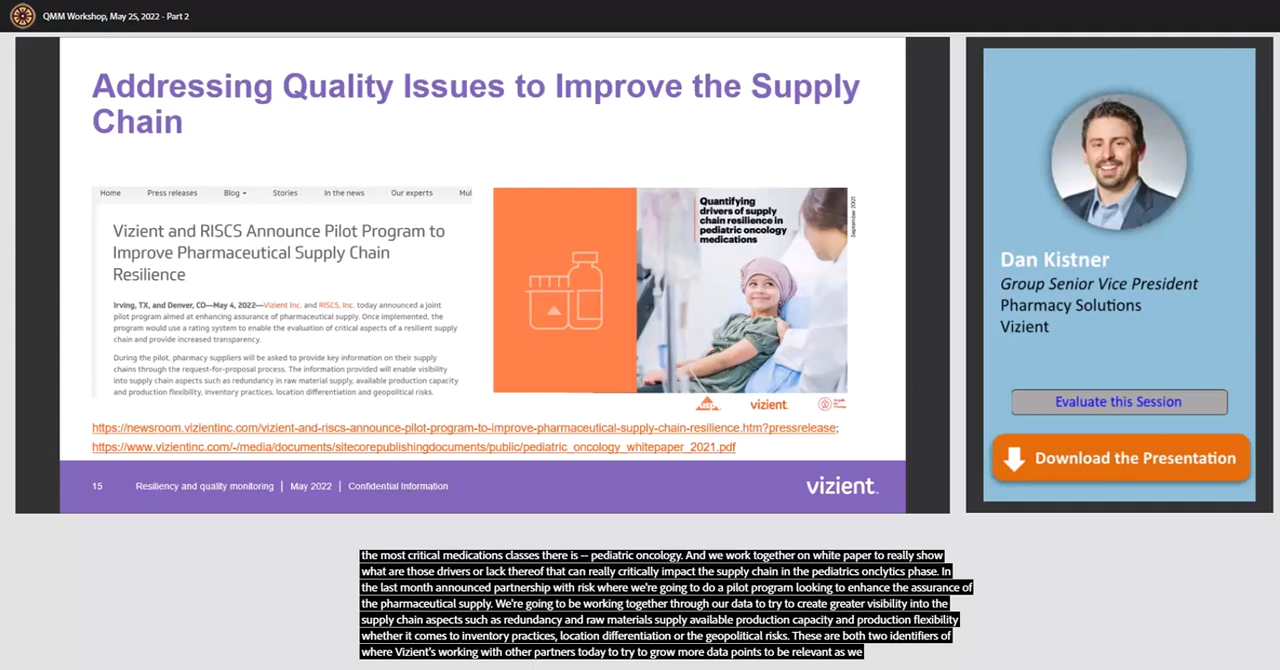 QMM Workshop, May 25, 2022 - Part 2
Addressing Quality Issues to Improve the Supply
Chain
Home Press releases Blog Stories In the news Our experts Mul
Vizient and RISCS Announce Pilot Program to
Improve Pharmaceutical Supply Chain
Resilience
Irving, TX, and Denver, CO—May 4, 2022—Vizient Inc. and RISCS, Inc. today announced a joint
pilot program aimed at enhancing assurance of pharmaceutical supply. Once implemented, the
program would use a rating system to enable the evaluation of critical aspects of a resilient supply
chain and provide increased transparency.
During the pilot, pharmacy suppliers will be asked to provide key information on their supply
chains through the request-for-proposal process. The information provided will enable visibility
into supply chain aspects such as redundancy in raw material supply, available production capacity
and production flexibility, inventory practices, location differentiation and geopolitical risks.
Quantifying
drivers of supply
chain resilience in
pediatric oncology
medications
September 2021
vizient.
https://newsroom.vizientinc.com/vizient-and-riscs-announce-pilot-program-to-improve-pharmaceutical-supply-chain-resilience.htm?pressrelease;
https://www.vizientinc.com/-/media/documents/sitecorepublishingdocuments/public/pediatric_oncology_whitepaper_2021.pdf
15 Resiliency and quality monitoring | May 2022 | Confidential Information
vizient.
Dan Kistner
Group Senior Vice President
Pharmacy Solutions
Vizient
Evaluate this Session
Download the Presentation
the most critical medications classes there is -- pediatric oncology. And we work together on white paper to really show
what are those drivers or lack thereof that can really critically impact the supply chain in the pediatrics onclytics phase. In
the last month announced partnership with risk where we're going to do a pilot program looking to enhance the assurance of
the pharmaceutical supply. We're going to be working together through our data to try to create greater visibility into the
supply chain aspects such as redundancy and raw materials supply available production capacity and production flexibility
whether it comes to inventory practices, location differentiation or the geopolitical risks. These are both two identifiers of
where Vizient's working with other partners today to try to grow more data points to be relevant as we